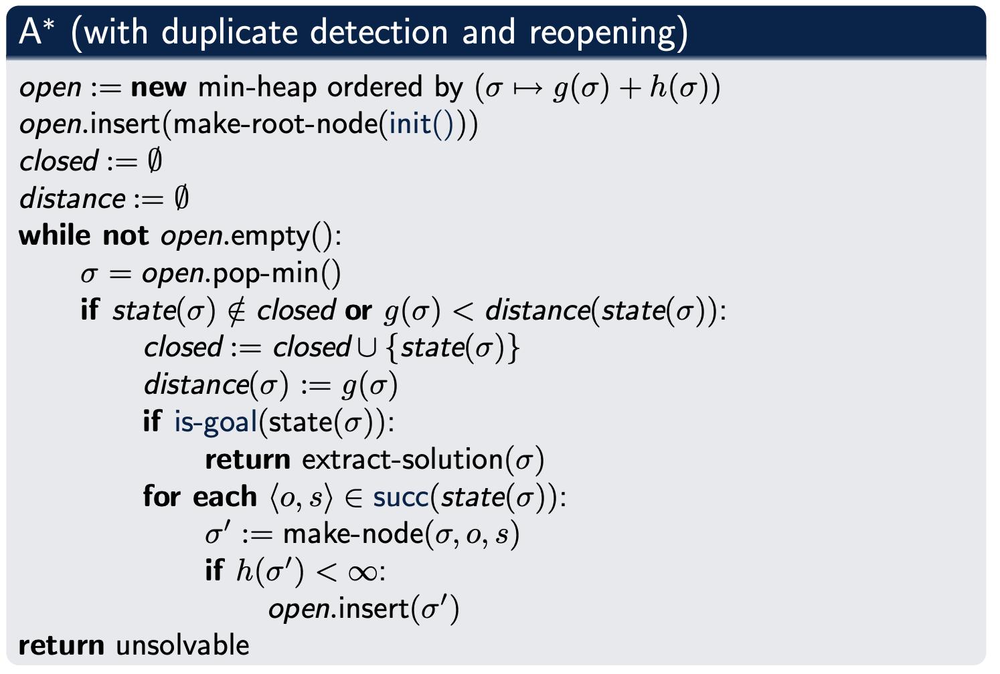 A* (with duplicate detection and reopening)
open := new min-heap ordered by (σ ↦ g(σ) + h(σ))
open.insert(make-root-node(init()))
closed := ∅
distance := ∅
while not open.empty():
σ = open.pop-min()
if state(σ) ∉ closed or g(σ) < distance(state(σ)):
closed := closed ∪ {state(σ)}
distance(σ) := g(σ)
if is-goal(state(σ)):
return extract-solution(σ)
for each ⟨o, s⟩ ∈ succ(state(σ)):
σ′ := make-node(σ, o, s)
if h(σ′) < ∞:
open.insert(σ′)
return unsolvable